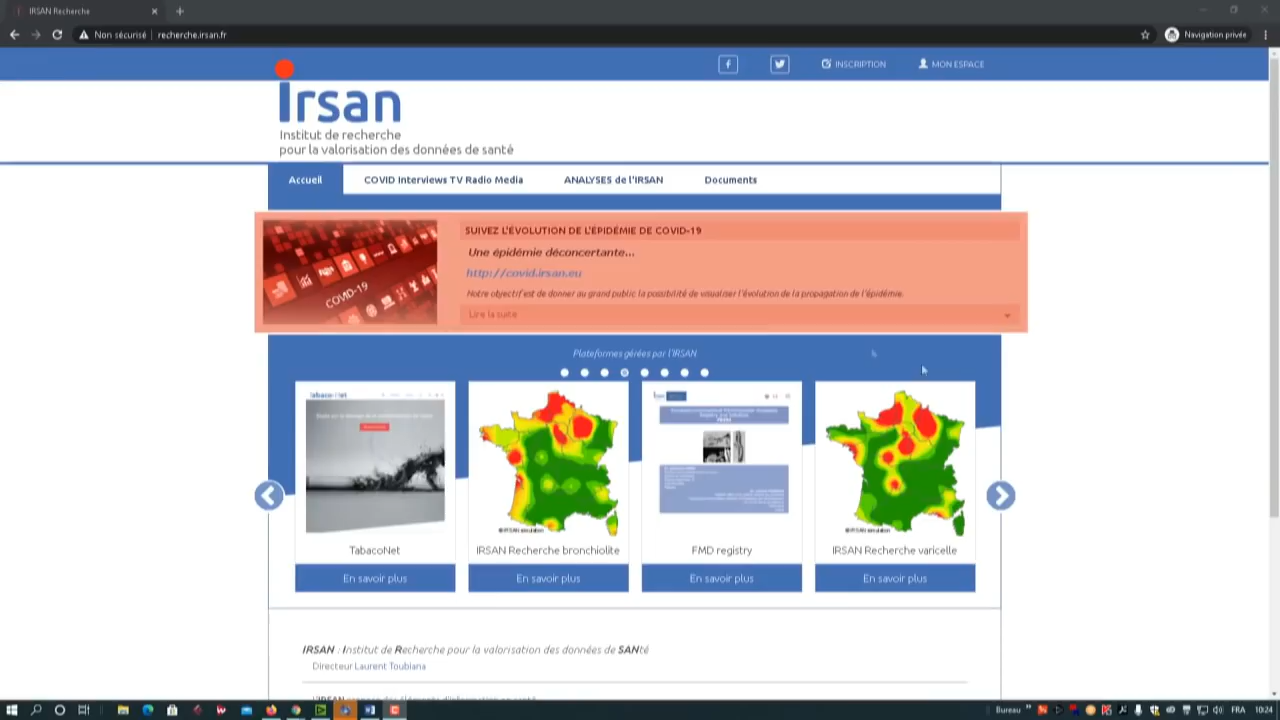 IRSAN Recherche
Non sécurisé | recherche.irsan.fr
Navigation privée
INSCRIPTION
MON ESPACE
Irsan
Institut de recherche
pour la valorisation des données de santé
Accueil
COVID Interviews TV Radio Media
ANALYSES de l'IRSAN
Documents
COVID-19
SUIVEZ L'ÉVOLUTION DE L'ÉPIDÉMIE DE COVID-19
Une épidémie déconcertante...
http://covid.irsan.eu
Notre objectif est de donner au grand public la possibilité de visualiser l'évolution de la propagation de l'épidémie.
Lire la suite
Plateformes gérées par l'IRSAN
TabacoNet
©IRSAN simulation
©IRSAN simulation
TabacoNet
IRSAN Recherche bronchiolite
FMD registry
IRSAN Recherche varicelle
En savoir plus
En savoir plus
En savoir plus
En savoir plus
IRSAN : Institut de Recherche pour la valorisation des données de SANté
Directeur Laurent Toubiana
Bureau
FRA
10:24